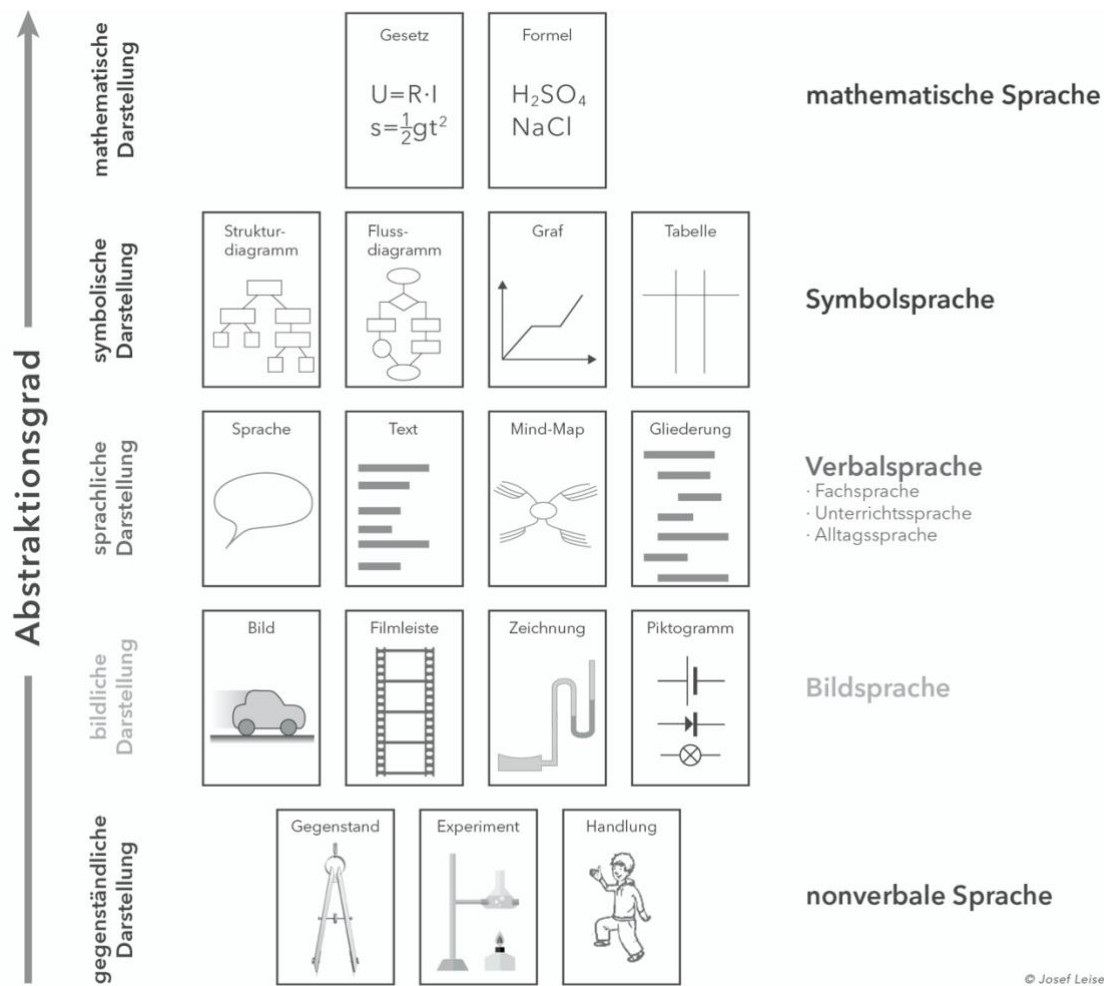 Abstraktionsgrad
mathematische
Darstellung
Gesetz
U=R·I
s=½gt²
Formel
H₂SO₄
NaCl
mathematische Sprache
symbolische
Darstellung
Struktur-
diagramm
Fluss-
diagramm
Graf
Tabelle
Symbolsprache
sprachliche
Darstellung
Sprache
Text
Mind-Map
Gliederung
Verbalsprache
· Fachsprache
· Unterrichtssprache
· Alltagssprache
bildliche
Darstellung
Bild
Filmleiste
Zeichnung
Piktogramm
Bildsprache
gegenständliche
Darstellung
Gegenstand
Experiment
Handlung
nonverbale Sprache
© Josef Leise